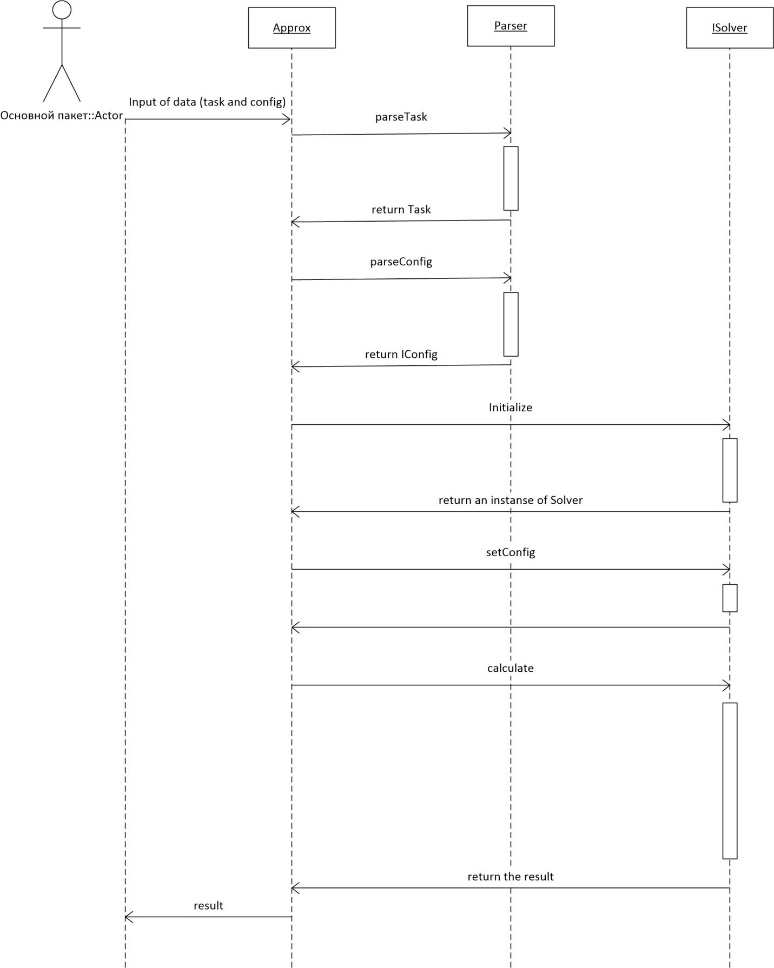 Approx
Parser
ISolver
Основной пакет::Actor
Input of data (task and config)
parseTask
return Task
parseConfig
return IConfig
Initialize
return an instanse of Solver
setConfig
calculate
return the result
result